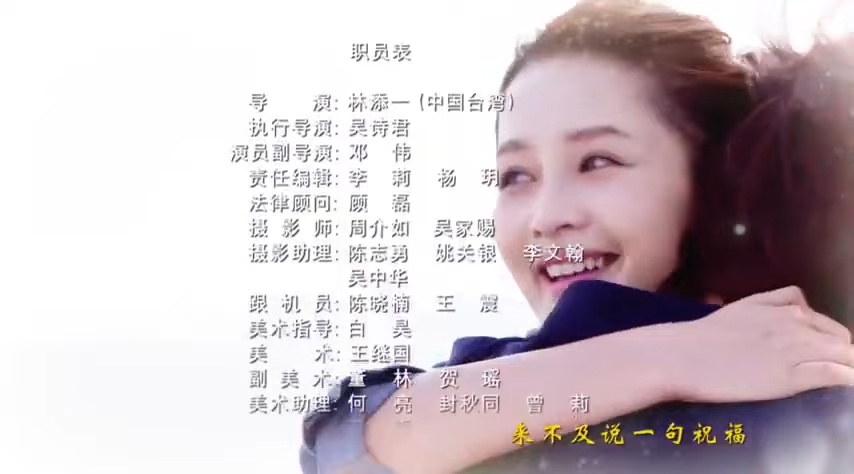 职员表
导 演: 林添一 (中国台湾)
执行导演: 吴诗君
演员副导演: 邓 伟
责任编辑: 李 莉 杨 玥
法律顾问: 顾 磊
摄 影 师: 周介如 吴家赐
摄影助理: 陈志勇 姚关银 李文翰
吴中华
跟 机 员: 陈晓楠 王 震
美术指导: 白 昊
美 术: 王继国
副 美 术: 董 林 贺 瑶
美术助理: 何 亮 封秋同 曾 莉
来不及说一句祝福